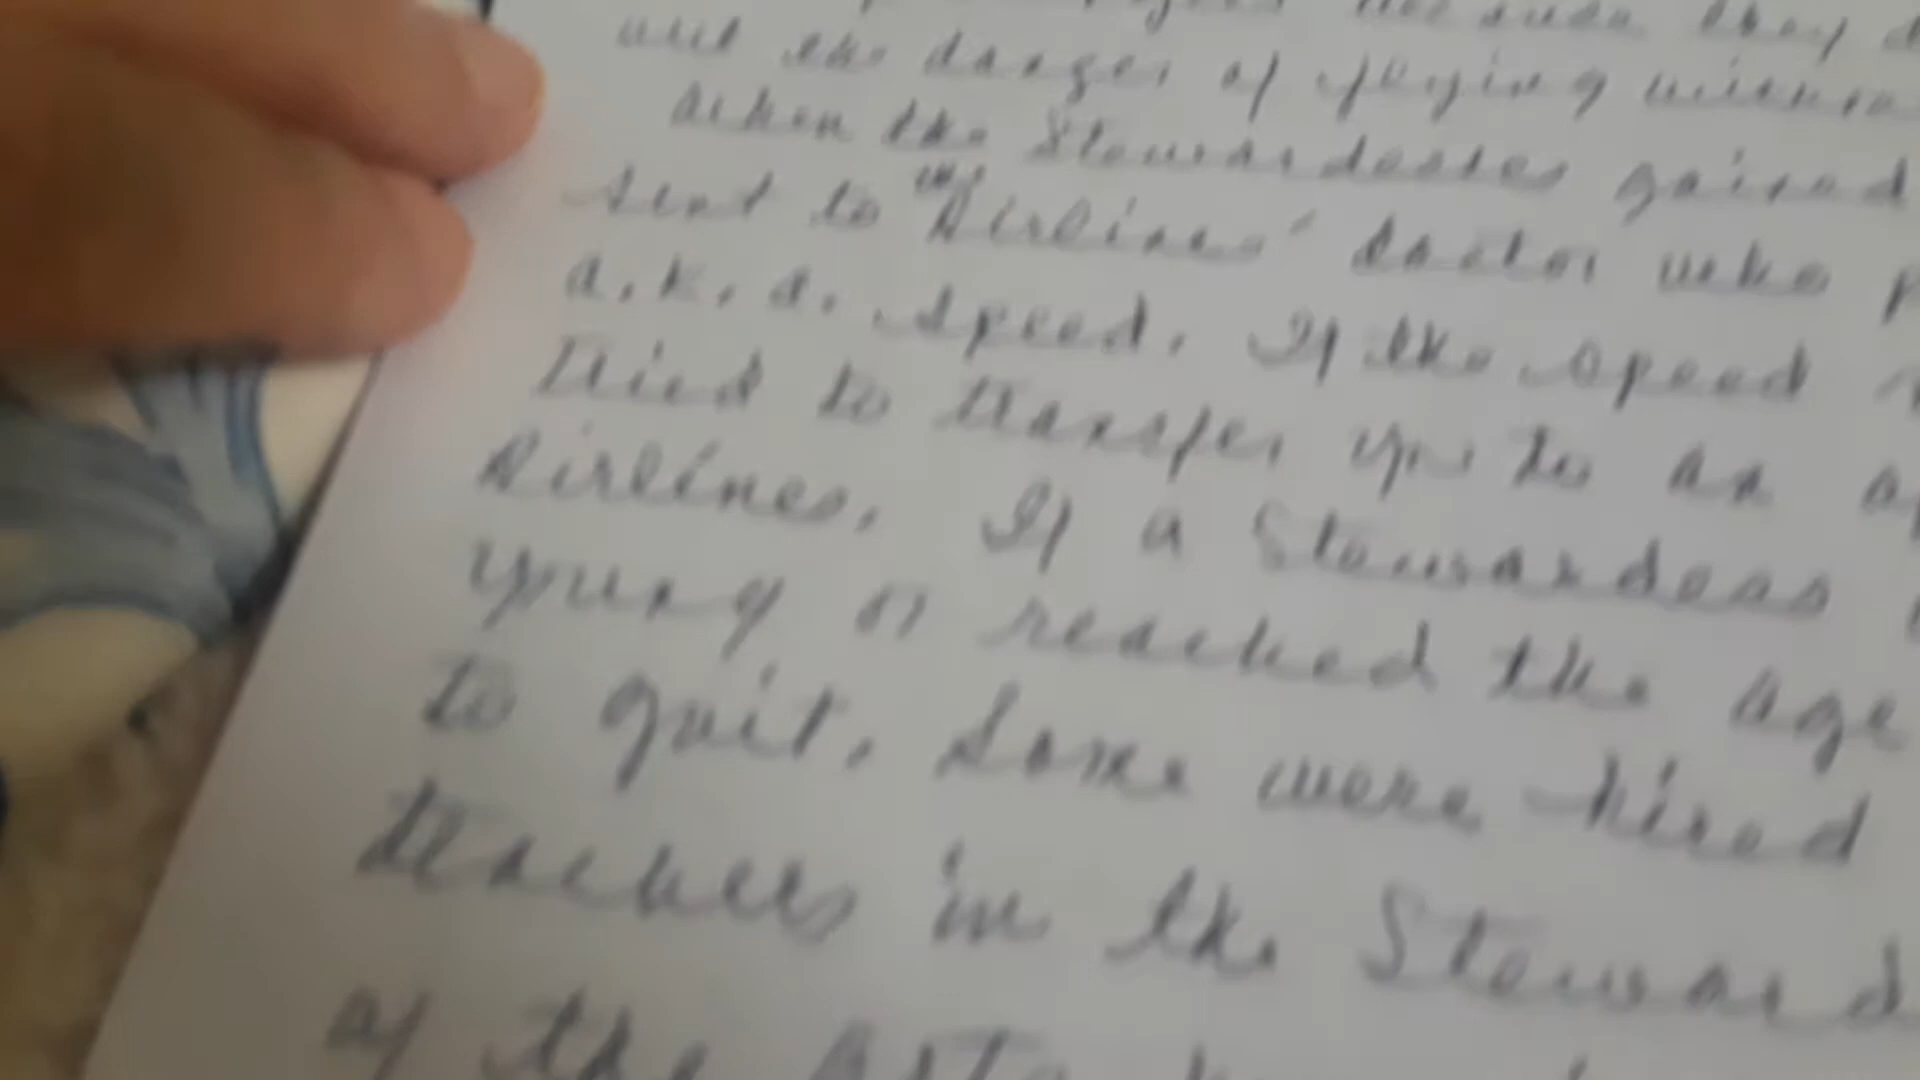 the danger of flying
When the Stewardesses gained
sent to Airlines' doctor who
a.k.a. speed. If the speed
tried to transfer you to an
Airlines. If a Stewardess
young or reached the age
to quit. Some were hired
teachers in the Steward
of the